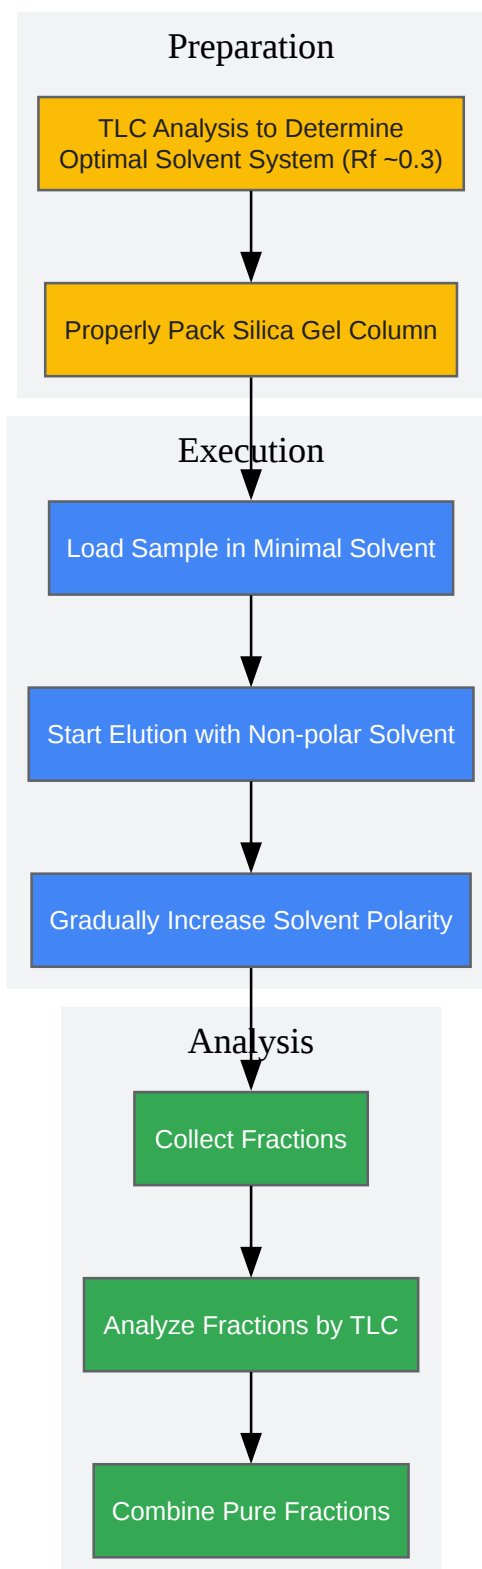 Preparation
TLC Analysis to Determine
Optimal Solvent System (Rf ~0.3)
Properly Pack Silica Gel Column
Execution
Load Sample in Minimal Solvent
Start Elution with Non-polar Solvent
Gradually Increase Solvent Polarity
Analysis
Collect Fractions
Analyze Fractions by TLC
Combine Pure Fractions